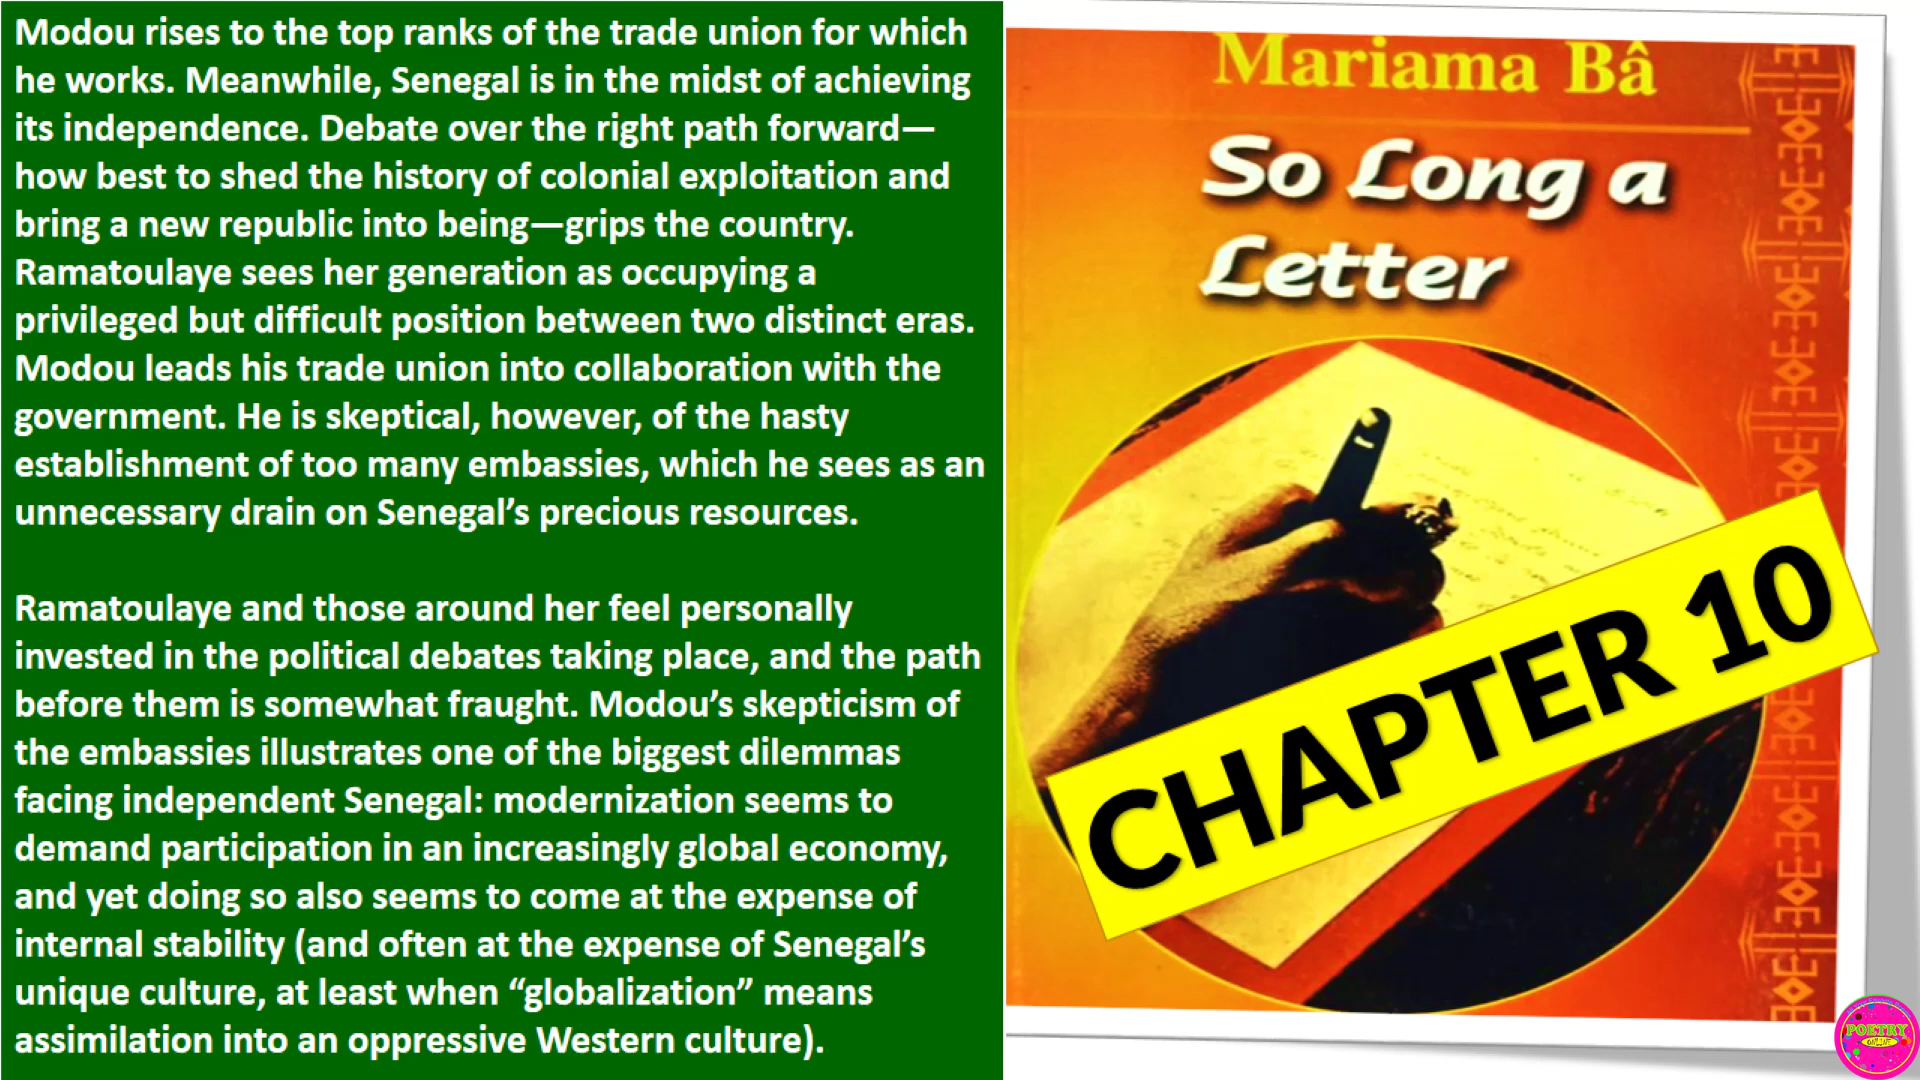 Modou rises to the top ranks of the trade union for which
he works. Meanwhile, Senegal is in the midst of achieving
its independence. Debate over the right path forward—
how best to shed the history of colonial exploitation and
bring a new republic into being—grips the country.
Ramatoulaye sees her generation as occupying a
privileged but difficult position between two distinct eras.
Modou leads his trade union into collaboration with the
government. He is skeptical, however, of the hasty
establishment of too many embassies, which he sees as an
unnecessary drain on Senegal’s precious resources.
Ramatoulaye and those around her feel personally
invested in the political debates taking place, and the path
before them is somewhat fraught. Modou’s skepticism of
the embassies illustrates one of the biggest dilemmas
facing independent Senegal: modernization seems to
demand participation in an increasingly global economy,
and yet doing so also seems to come at the expense of
internal stability (and often at the expense of Senegal’s
unique culture, at least when “globalization” means
assimilation into an oppressive Western culture).
Mariama Bâ
So Long a
Letter
CHAPTER 10
POETRY
ONLINE